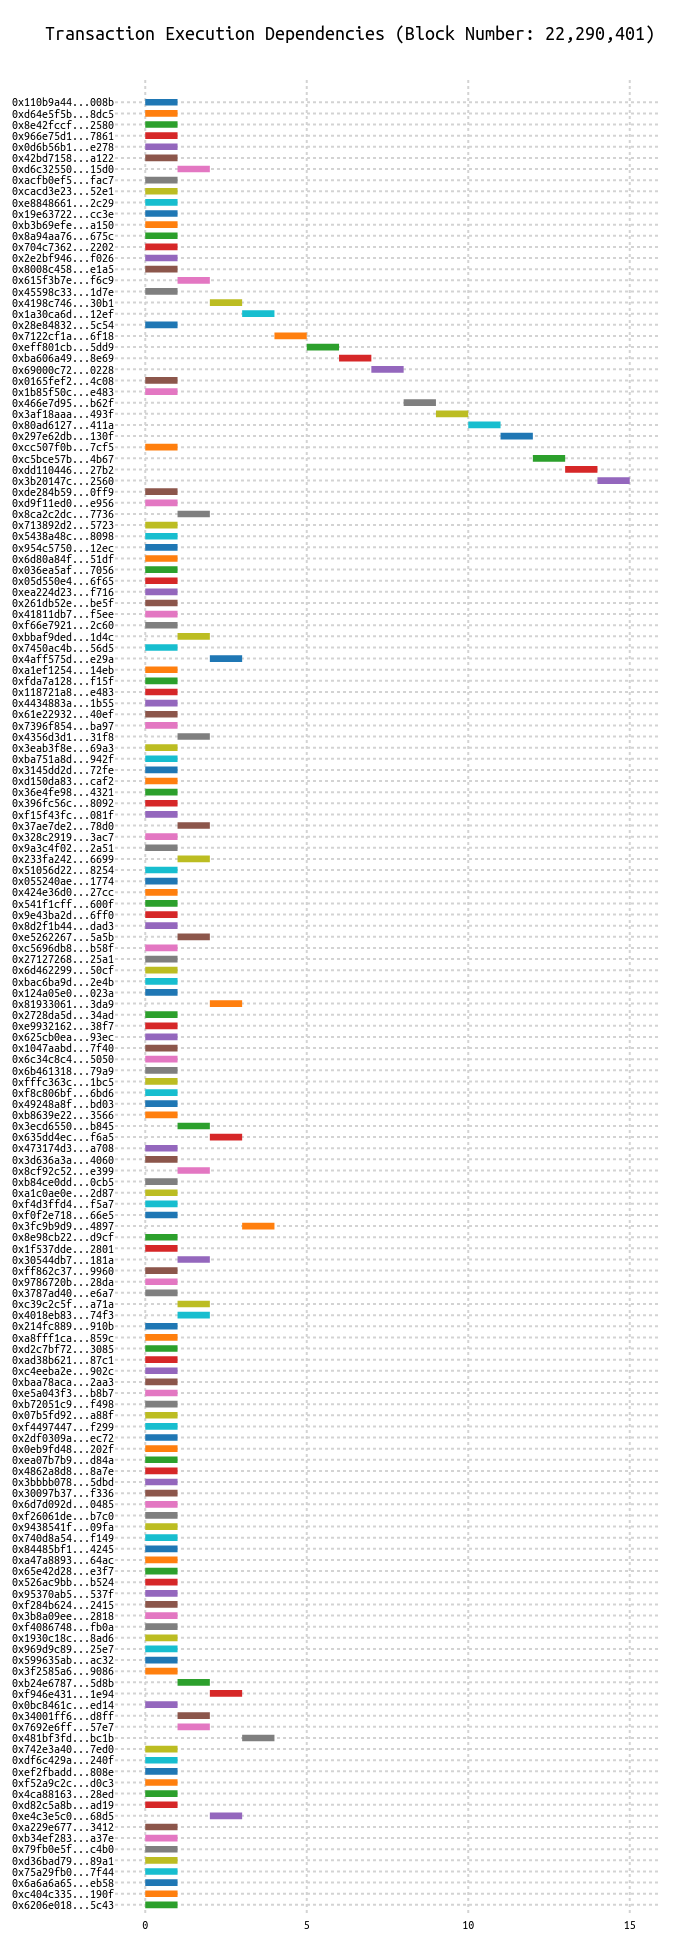 Transaction Execution Dependencies (Block Number: 22,290,401)
0x110b9a44...008b
0xd64e5f5b...8dc5
0x8e42fccf...2580
0x966e75d1...7861
0x0d6b56b1...e278
0x42bd7158...a122
0xd6c32550...15d0
0xacfb0ef5...fac7
0xcacd3e23...52e1
0xe8848661...2c29
0x19e63722...cc3e
0xb3b69efe...a150
0x8a94aa76...675c
0x704c7362...2202
0x2e2bf946...f026
0x8008c458...e1a5
0x615f3b7e...f6c9
0x45598c33...1d7e
0x4198c746...30b1
0x1a30ca6d...12ef
0x28e84832...5c54
0x7122cf1a...6f18
0xeff801cb...5dd9
0xba606a49...8e69
0x69000c72...0228
0x0165fef2...4c08
0x1b85f50c...e483
0x466e7d95...b62f
0x3af18aaa...493f
0x80ad6127...411a
0x297e62db...130f
0xcc507f0b...7cf5
0xc5bce57b...4b67
0xdd110446...27b2
0x3b20147c...2560
0xde284b59...0ff9
0xd9f11ed0...e956
0x8ca2c2dc...7736
0x713892d2...5723
0x5438a48c...8098
0x954c5750...12ec
0x6d80a84f...51df
0x036ea5af...7056
0x05d550e4...6f65
0xea224d23...f716
0x261db52e...be5f
0x41811db7...f5ee
0xf66e7921...2c60
0xbbaf9ded...1d4c
0x7450ac4b...56d5
0x4aff575d...e29a
0xa1ef1254...14eb
0xfda7a128...f15f
0x118721a8...e483
0x4434883a...1b55
0x61e22932...40ef
0x7396f854...ba97
0x4356d3d1...31f8
0x3eab3f8e...69a3
0xba751a8d...942f
0x3145dd2d...72fe
0xd150da83...caf2
0x36e4fe98...4321
0x396fc56c...8092
0xf15f43fc...081f
0x37ae7de2...78d0
0x328c2919...3ac7
0x9a3c4f02...2a51
0x233fa242...6699
0x51056d22...8254
0x055240ae...1774
0x424e36d0...27cc
0x541f1cff...600f
0x9e43ba2d...6ff0
0x8d2f1b44...dad3
0xe5262267...5a5b
0xc5696db8...b58f
0x27127268...25a1
0x6d462299...50cf
0xbac6ba9d...2e4b
0x124a05e0...023a
0x81933061...3da9
0x2728da5d...34ad
0xe9932162...38f7
0x625cb0ea...93ec
0x1047aabd...7f40
0x6c34c8c4...5050
0x6b461318...79a9
0xfffc363c...1bc5
0xf8c806bf...6bd6
0x49248a8f...bd03
0xb8639e22...3566
0x3ecd6550...b845
0x635dd4ec...f6a5
0x473174d3...a708
0x3d636a3a...4060
0x8cf92c52...e399
0xb84ce0dd...0cb5
0xa1c0ae0e...2d87
0xf4d3ffd4...f5a7
0xf0f2e718...66e5
0x3fc9b9d9...4897
0x8e98cb22...d9cf
0x1f537dde...2801
0x30544db7...181a
0xff862c37...9960
0x9786720b...28da
0x3787ad40...e6a7
0xc39c2c5f...a71a
0x4018eb83...74f3
0x214fc889...910b
0xa8fff1ca...859c
0xd2c7bf72...3085
0xad38b621...87c1
0xc4eeba2e...902c
0xbaa78aca...2aa3
0xe5a043f3...b8b7
0xb72051c9...f498
0x07b5fd92...a88f
0xf4497447...f299
0x2df0309a...ec72
0x0eb9fd48...202f
0xea07b7b9...d84a
0x4862a8d8...8a7e
0x3bbbb078...5dbd
0x30097b37...f336
0x6d7d092d...0485
0xf26061de...b7c0
0x9438541f...09fa
0x740d8a54...f149
0x84485bf1...4245
0xa47a8893...64ac
0x65e42d28...e3f7
0x526ac9bb...b524
0x95370ab5...537f
0xf284b624...2415
0x3b8a09ee...2818
0xf4086748...fb0a
0x1930c18c...8ad6
0x969d9c89...25e7
0x599635ab...ac32
0x3f2585a6...9086
0xb24e6787...5d8b
0xf946e431...1e94
0x0bc8461c...ed14
0x34001ff6...d8ff
0x7692e6ff...57e7
0x481bf3fd...bc1b
0x742e3a40...7ed0
0xdf6c429a...240f
0xef2fbadd...808e
0xf52a9c2c...d0c3
0x4ca88163...28ed
0xd82c5a8b...ad19
0xe4c3e5c0...68d5
0xa229e677...3412
0xb34ef283...a37e
0x79fb0e5f...c4b0
0xd36bad79...89a1
0x75a29fb0...7f44
0x6a6a6a65...eb58
0xc404c335...190f
0x6206e018...5c43
0 5 10 15